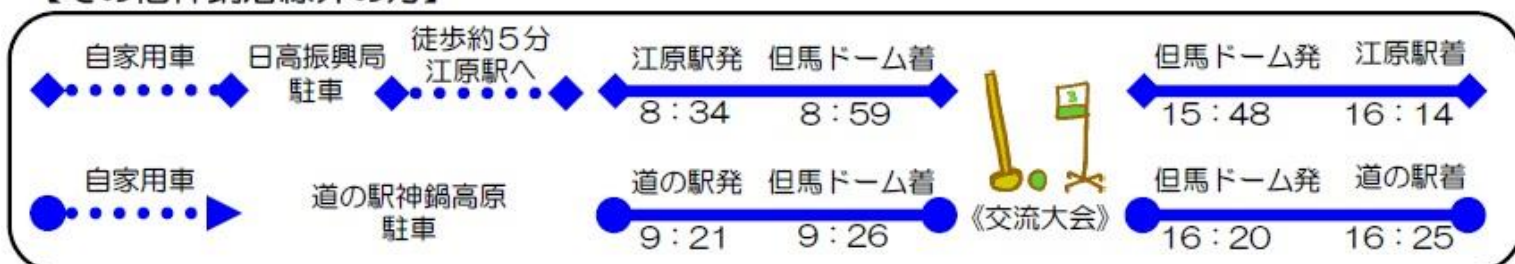 自家用車
日高振興局
駐車
徒歩約5分
江原駅へ
江原駅発 但馬ドーム着
8:34 8:59
但馬ドーム発 江原駅着
15:48 16:14
3
自家用車
道の駅神鍋高原
駐車
道の駅発 但馬ドーム着
9:21 9:26
《交流大会》
但馬ドーム発 道の駅着
16:20 16:25